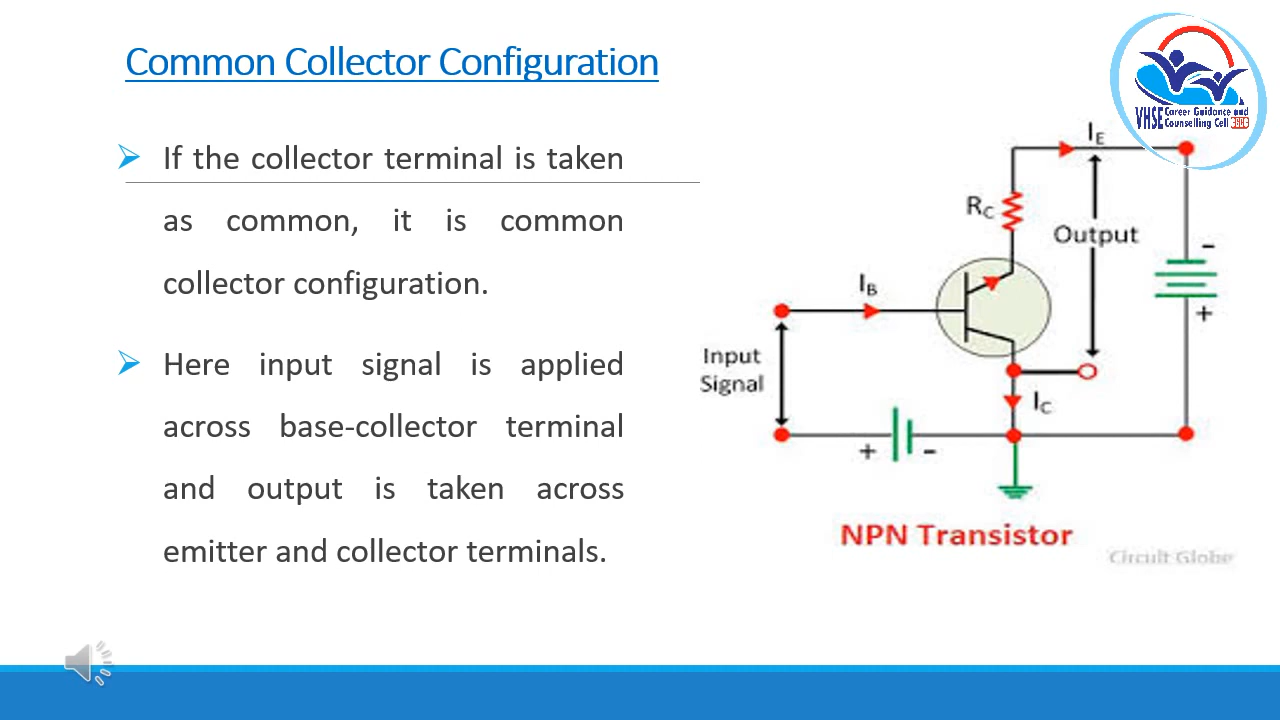 Common Collector Configuration
If the collector terminal is taken
as common, it is common
collector configuration.
Here input signal is applied
across base-collector terminal
and output is taken across
emitter and collector terminals.
VHSE Career Guidance and
Counselling Cell
IE
RC
Output
-
+
IB
Input
Signal
IC
+ -
NPN Transistor
Circuit Globe